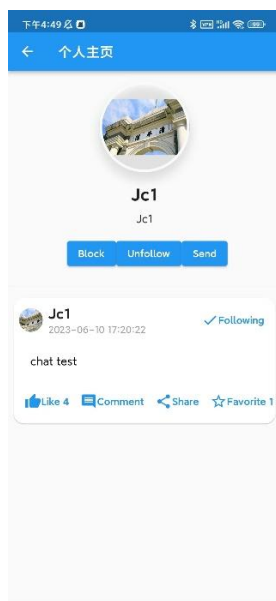 下午4:49
个人主页
Jc1
Jc1
Block Unfollow Send
Jc1
2023-06-10 17:20:22
Following
chat test
Like 4 Comment Share Favorite 1